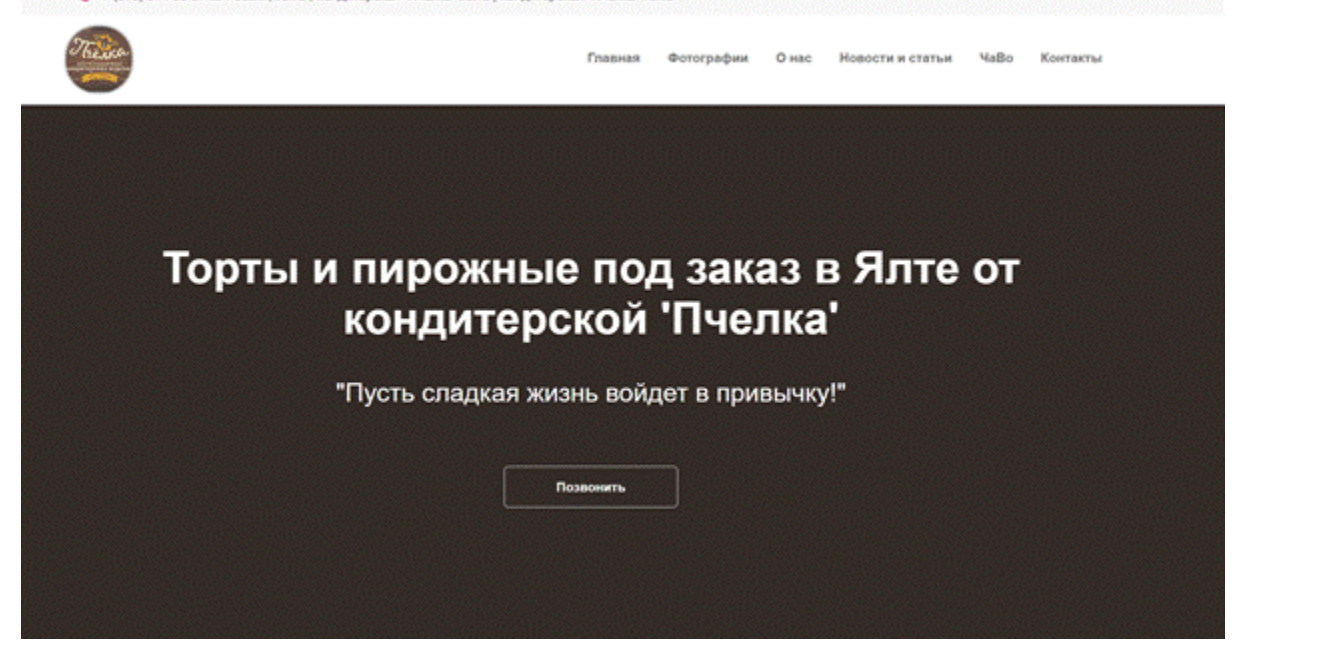 Пчелка
Главная Фотографии О нас Новости и статьи ЧаВо Контакты
Торты и пирожные под заказ в Ялте от
кондитерской 'Пчелка'
"Пусть сладкая жизнь войдет в привычку!"
Позвонить